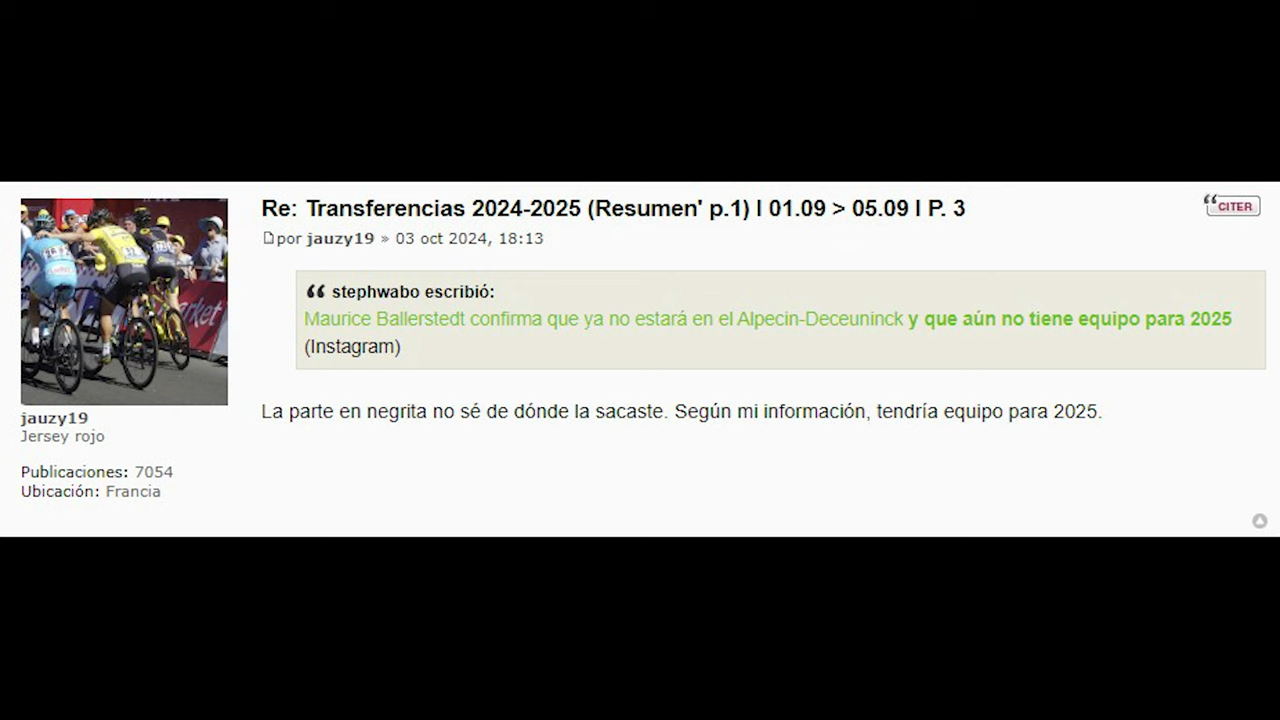 Re: Transferencias 2024-2025 (Resumen' p.1) I 01.09 > 05.09 I P. 3
CITER
por jauzy19 » 03 oct 2024, 18:13
stephwabo escribió:
Maurice Ballerstedt confirma que ya no estará en el Alpecin-Deceuninck y que aún no tiene equipo para 2025
(Instagram)
La parte en negrita no sé de dónde la sacaste. Según mi información, tendría equipo para 2025.
jauzy19
Jersey rojo
Publicaciones: 7054
Ubicación: Francia